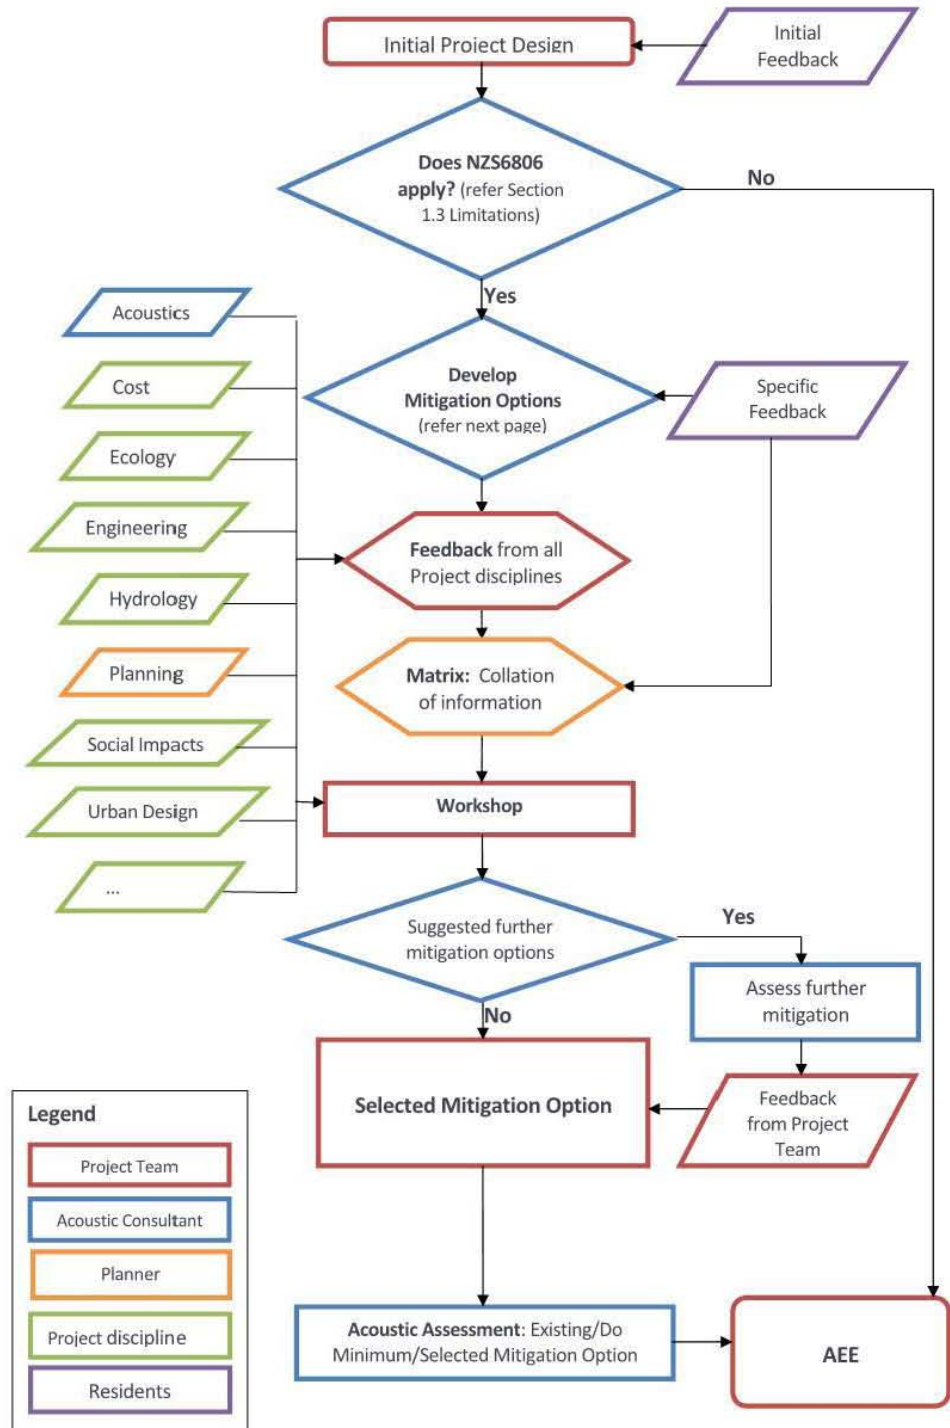 Initial Project Design
Initial
Feedback
Does NZS6806
apply? (refer Section
1.3 Limitations)
No
Yes
Acoustics
Cost
Ecology
Engineering
Hydrology
Planning
Social Impacts
Urban Design
...
Develop
Mitigation Options
(refer next page)
Specific
Feedback
Feedback from all
Project disciplines
Matrix: Collation
of information
Workshop
Suggested further
mitigation options
Yes
No
Assess further
mitigation
Feedback
from Project
Team
Selected Mitigation Option
Legend
Project Team
Acoustic Consultant
Planner
Project discipline
Residents
Acoustic Assessment: Existing/Do
Minimum/Selected Mitigation Option
AEE